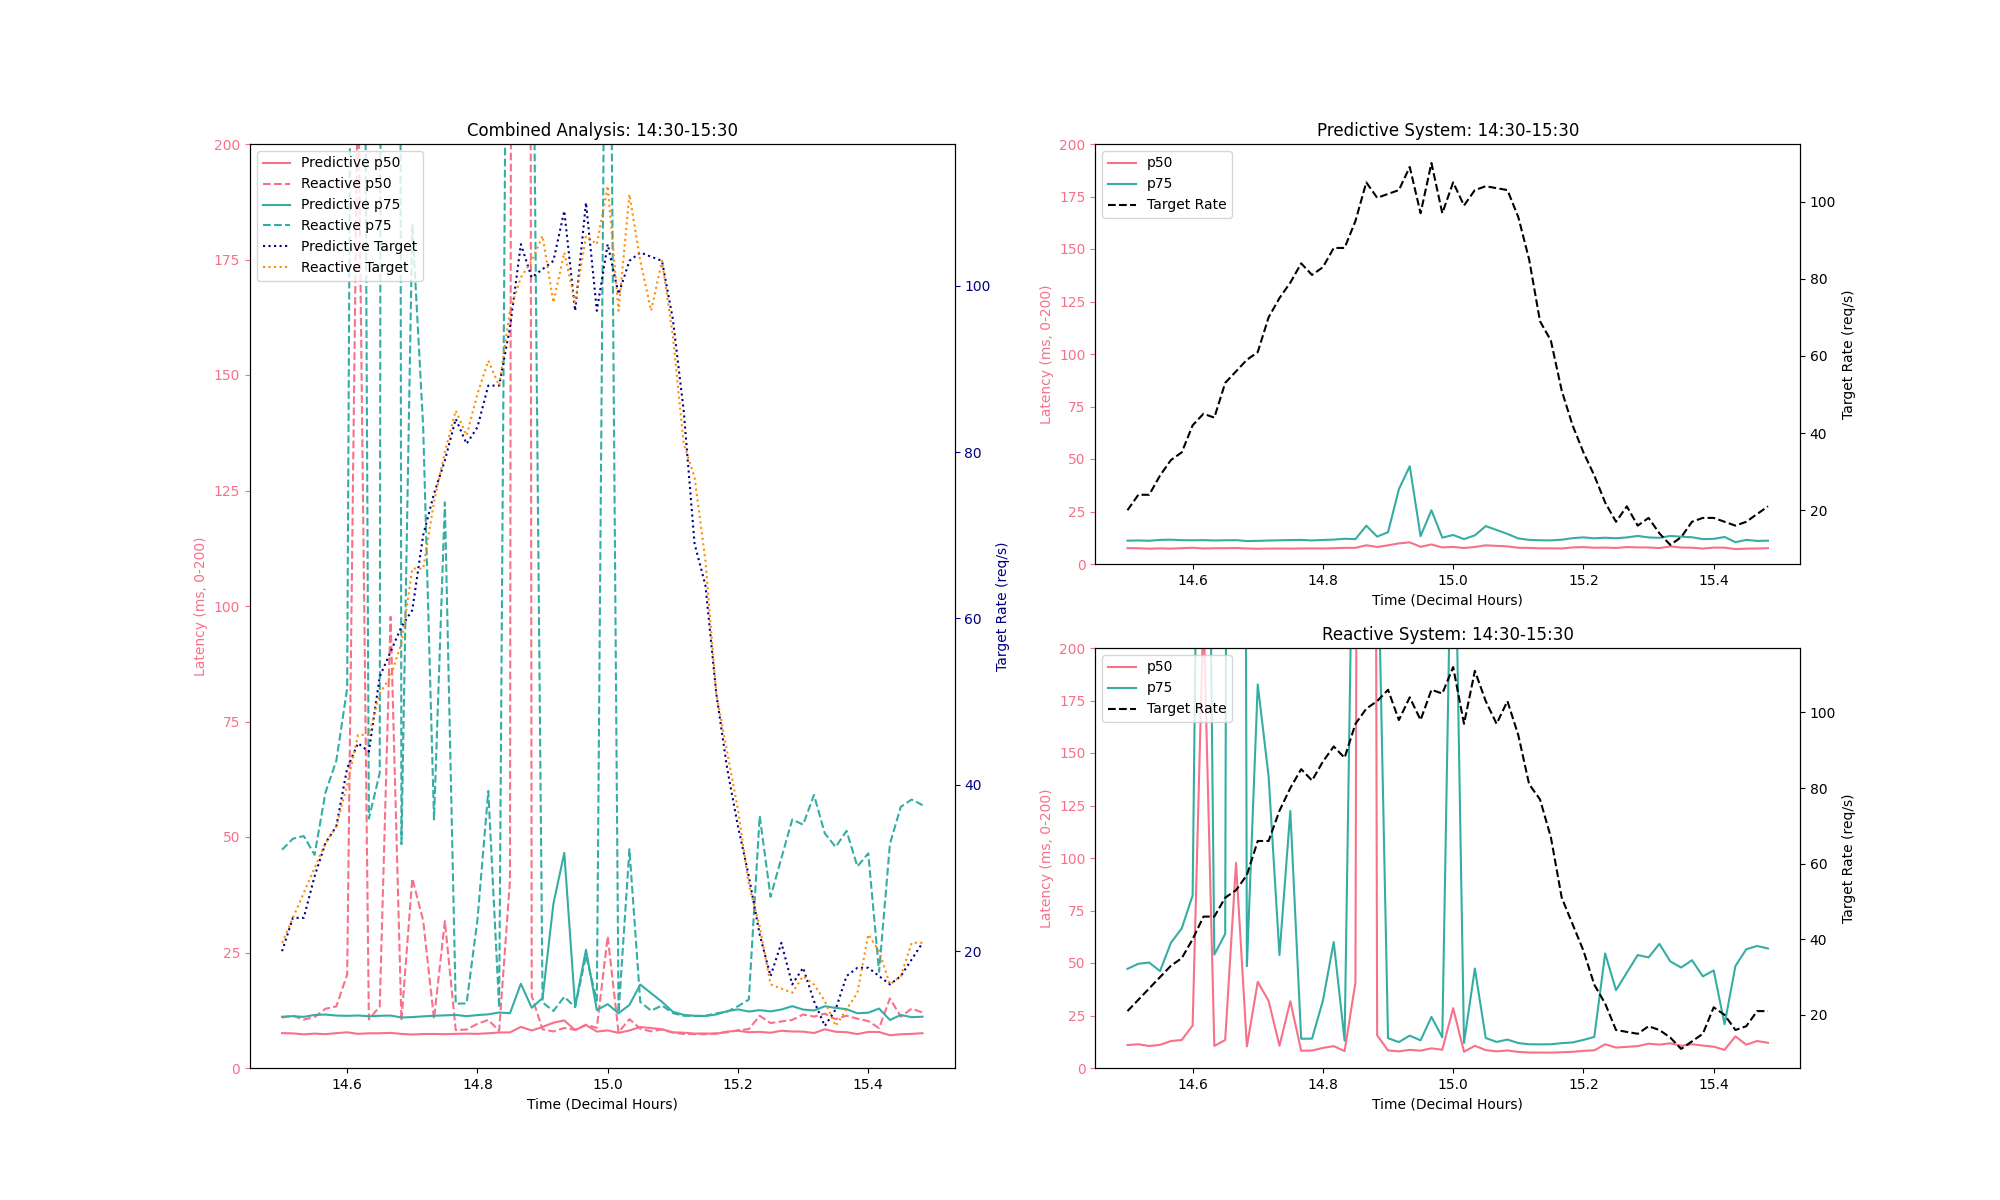 Combined Analysis: 14:30-15:30
200
175
150
125
100
75
50
25
0
Latency (ms, 0-200)
Predictive p50
Reactive p50
Predictive p75
Reactive p75
Predictive Target
Reactive Target
100
80
60
40
20
Target Rate (req/s)
14.6 14.8 15.0 15.2 15.4
Time (Decimal Hours)
Predictive System: 14:30-15:30
200
175
150
125
100
75
50
25
0
Latency (ms, 0-200)
p50
p75
Target Rate
100
80
60
40
20
Target Rate (req/s)
14.6 14.8 15.0 15.2 15.4
Time (Decimal Hours)
Reactive System: 14:30-15:30
200
175
150
125
100
75
50
25
0
Latency (ms, 0-200)
p50
p75
Target Rate
100
80
60
40
20
Target Rate (req/s)
14.6 14.8 15.0 15.2 15.4
Time (Decimal Hours)